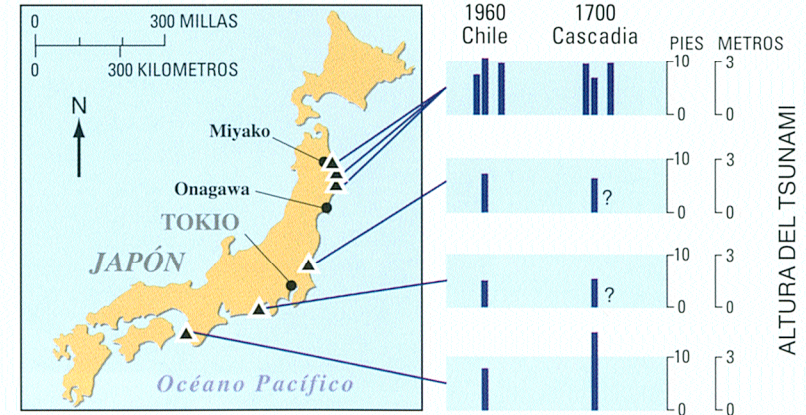 0 300 MILLAS
0 300 KILOMETROS
N
Miyako
Onagawa
TOKIO
JAPÓN
Océano Pacífico
1960 1700
Chile Cascadia
PIES METROS
10 3
0 0
10 3
? 0 0
10 3
? 0 0
10 3
0 0
ALTURA DEL TSUNAMI